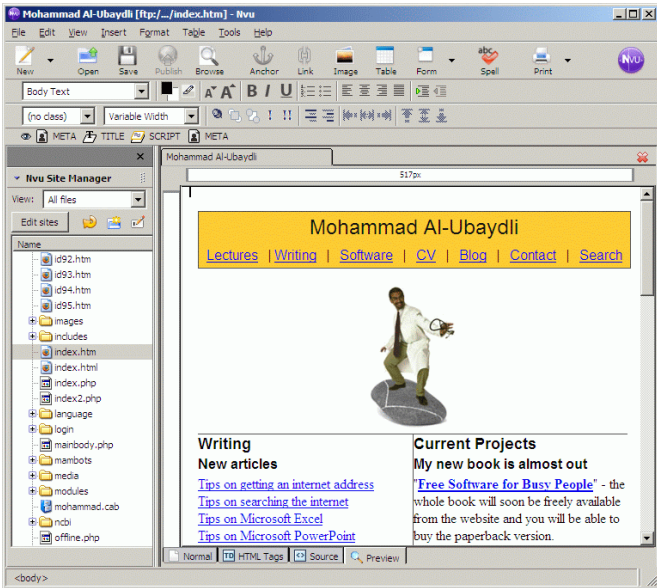 Mohammad Al-Ubaydli [ftp:/.../index.htm] - Nvu
File Edit View Insert Format Table Tools Help
New Open Save Publish Browse Anchor Link Image Table Form Spell Print
NVU
Body Text
B I U
(no class) Variable Width
META TITLE SCRIPT META
Mohammad Al-Ubaydli
517px
Nvu Site Manager
View: All files
Edit sites
Name
id92.htm
id93.htm
id94.htm
id95.htm
images
includes
index.htm
index.html
index.php
index2.php
language
login
mainbody.php
mambots
media
modules
mohammad.cab
ncbi
offline.php
Mohammad Al-Ubaydli
Lectures | Writing | Software | CV | Blog | Contact | Search
Writing
New articles
Tips on getting an internet address
Tips on searching the internet
Tips on Microsoft Excel
Tips on Microsoft PowerPoint
Current Projects
My new book is almost out
"Free Software for Busy People" - the
whole book will soon be freely available
from the website and you will be able to
buy the paperback version.
Normal HTML Tags Source Preview
<body>